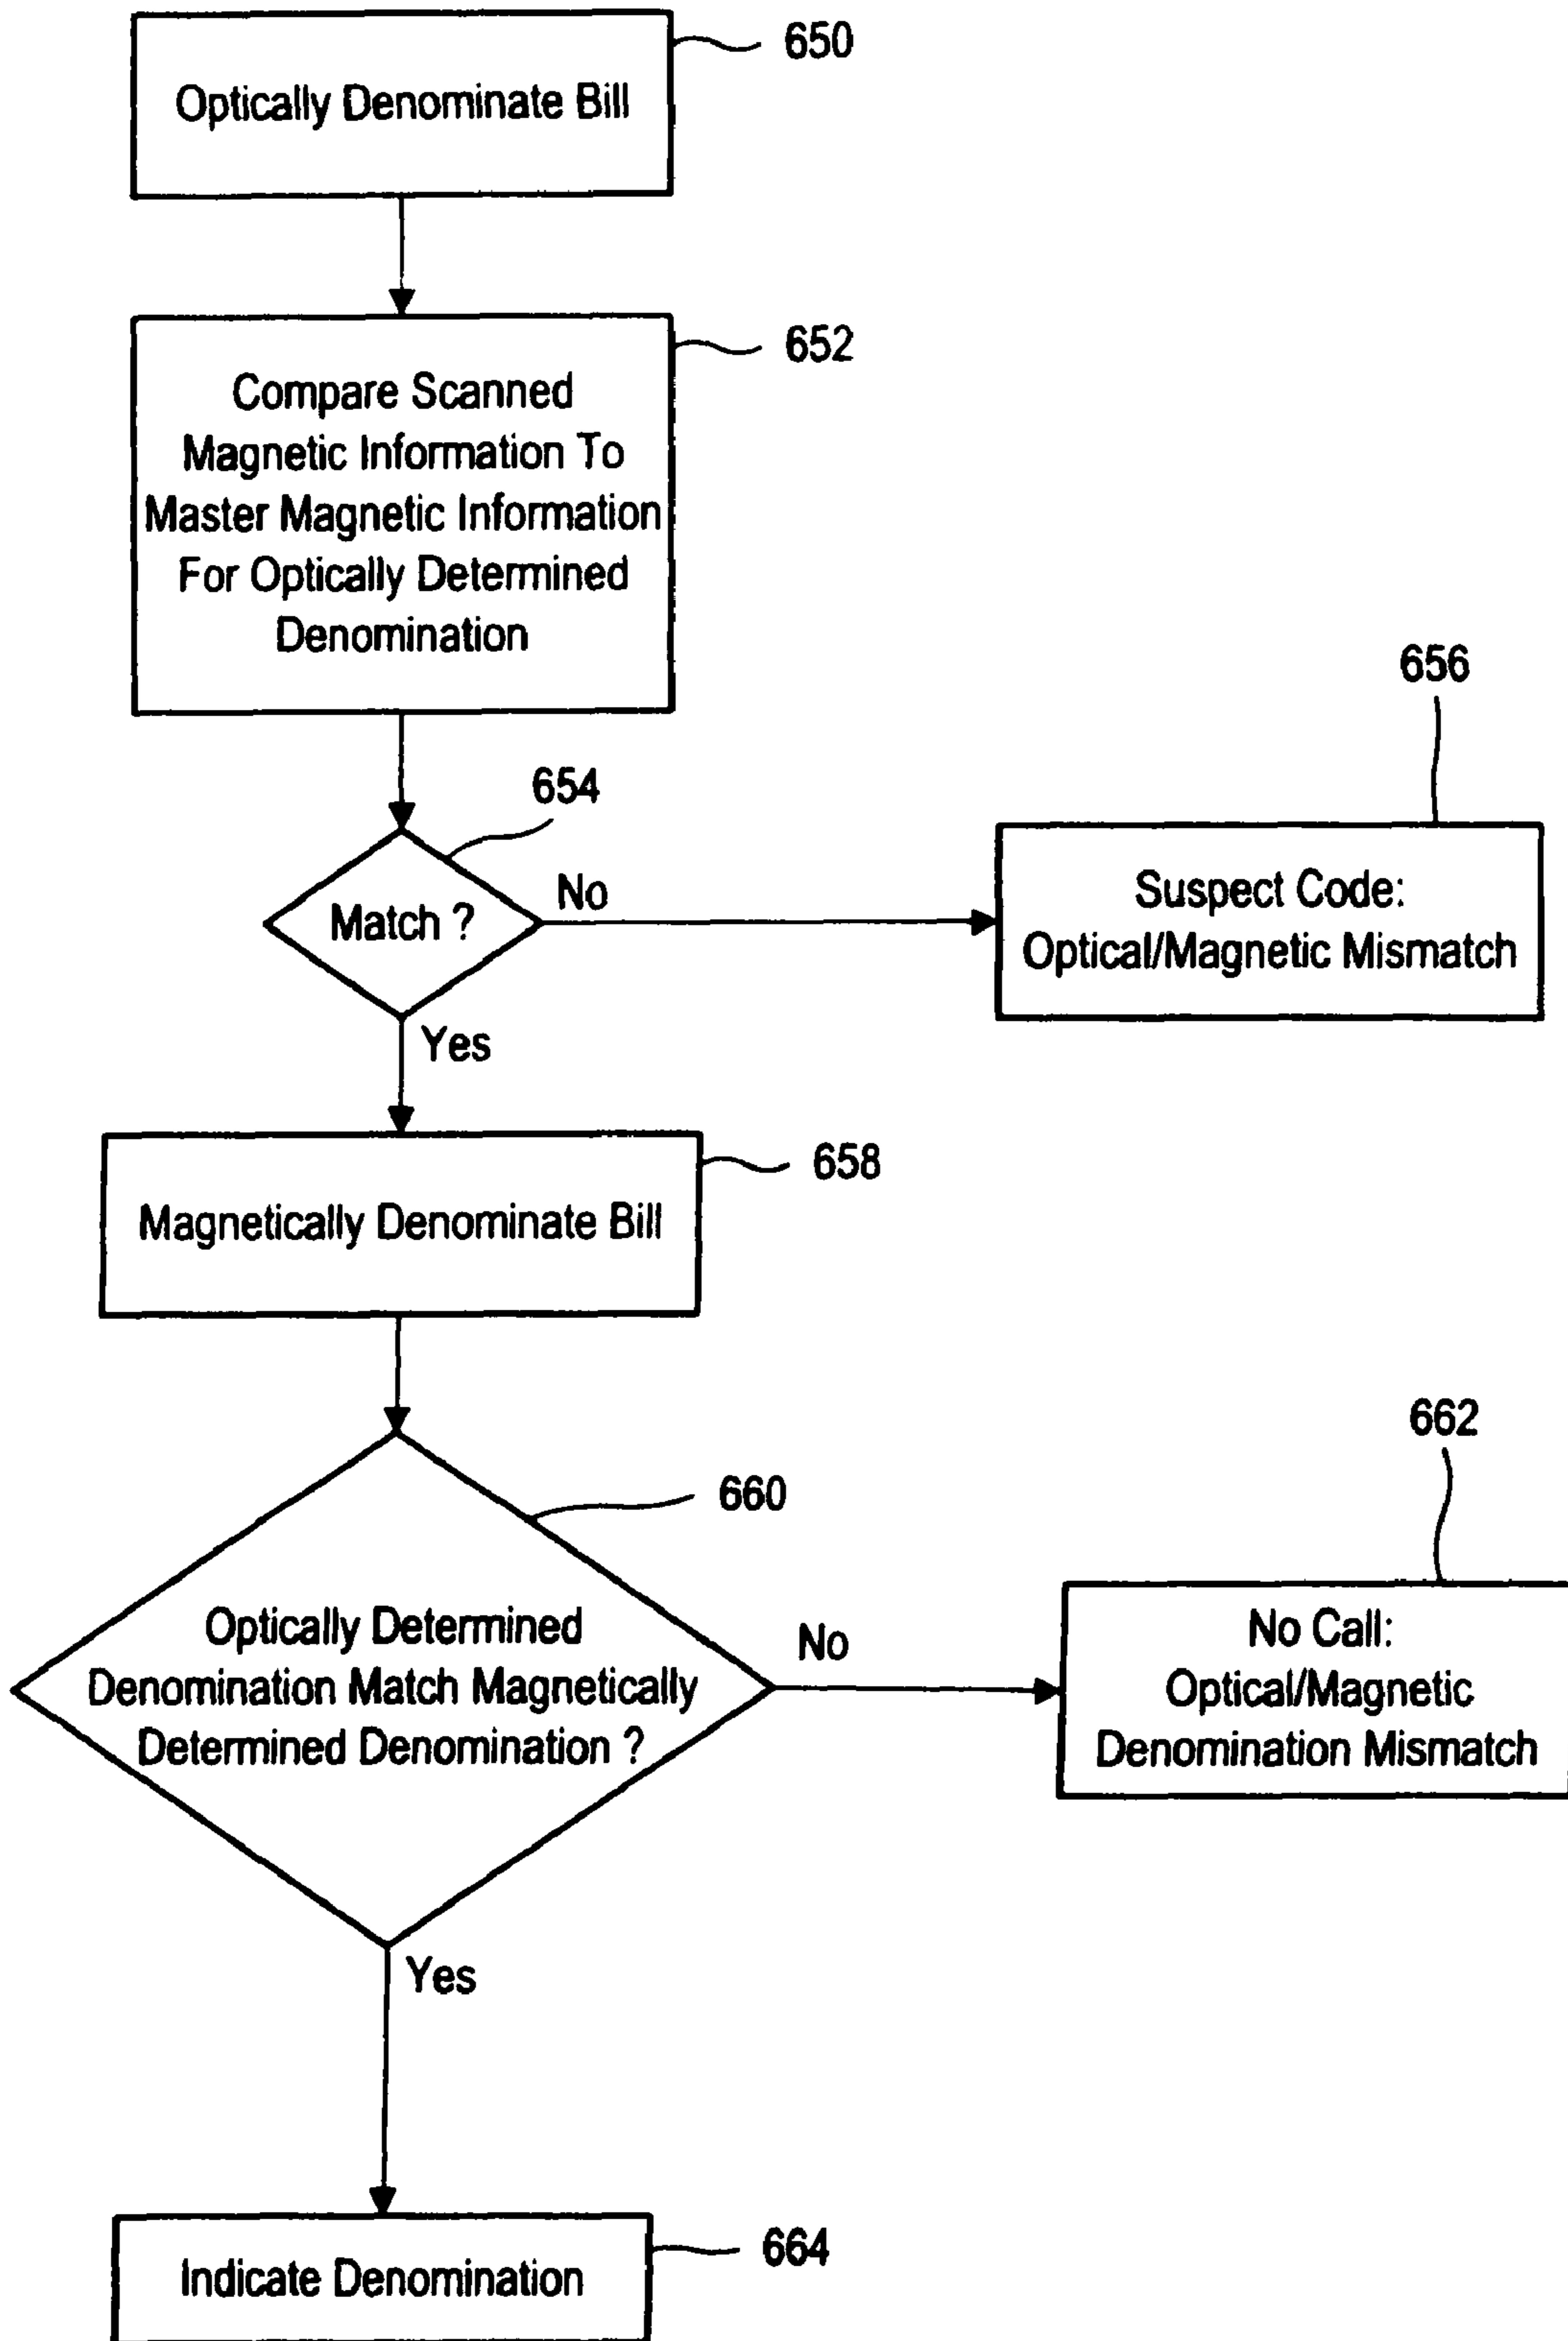 650
Optically Denominate Bill
652
Compare Scanned
Magnetic Information To
Master Magnetic Information
For Optically Determined
Denomination
656
654
Match ?
No
Suspect Code:
Optical/Magnetic Mismatch
Yes
658
Magnetically Denominate Bill
662
660
Optically Determined
Denomination Match Magnetically
Determined Denomination ?
No
No Call:
Optical/Magnetic
Denomination Mismatch
Yes
664
Indicate Denomination